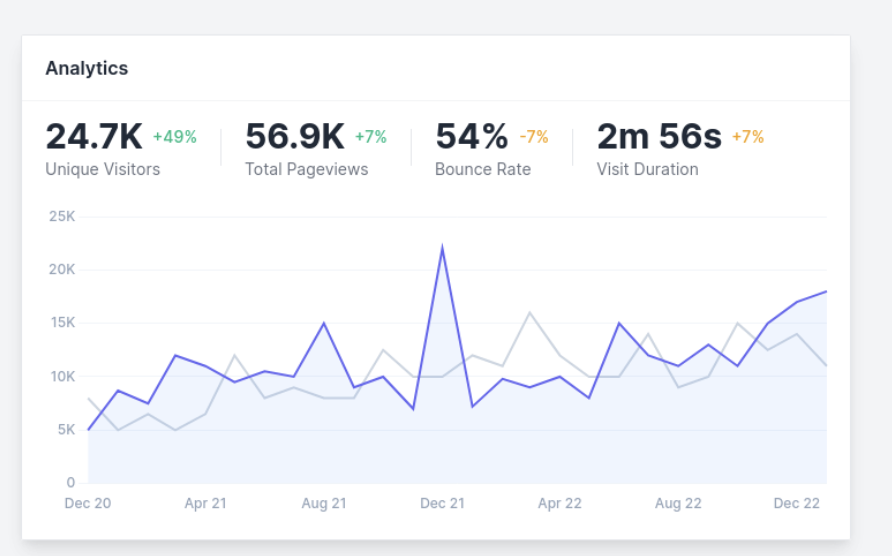 Analytics
24.7K +49%
Unique Visitors
56.9K +7%
Total Pageviews
54% -7%
Bounce Rate
2m 56s +7%
Visit Duration
25K
20K
15K
10K
5K
0
Dec 20 Apr 21 Aug 21 Dec 21 Apr 22 Aug 22 Dec 22